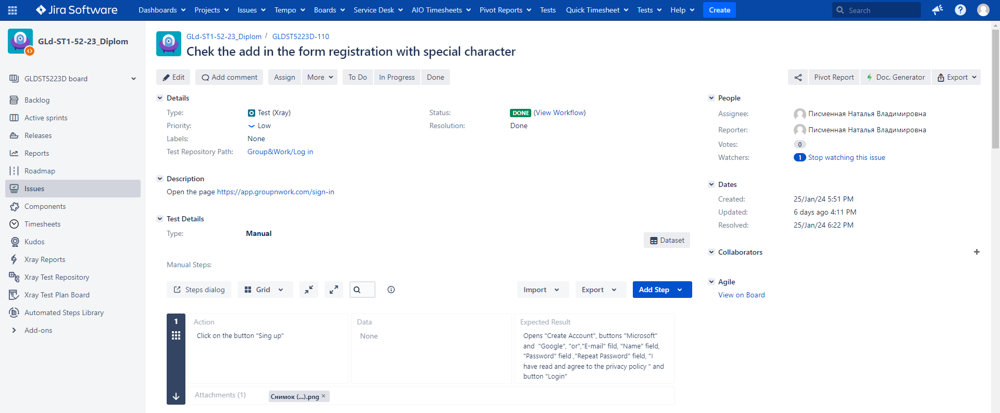 Jira Software
Dashboards
Projects
Issues
Tempo
Boards
Service Desk
AIO Timesheets
Pivot Reports
Tests
Quick Timesheet
Tests
Help
Create
Search
GLd-ST1-52-23_Diplom
GLDST5223D board
Backlog
Active sprints
Releases
Reports
Roadmap
Issues
Components
Timesheets
Kudos
Xray Reports
Xray Test Repository
Xray Test Plan Board
Automated Steps Library
Add-ons
GLd-ST1-52-23_Diplom / GLDST5223D-110
Chek the add in the form registration with special character
Edit
Add comment
Assign
More
To Do
In Progress
Done
Pivot Report
Doc. Generator
Export
Details
Type: Test (Xray)
Status: DONE (View Workflow)
Priority: Low
Resolution: Done
Labels: None
Test Repository Path: Group&Work/Log in
Description
Open the page https://app.groupnwork.com/sign-in
Test Details
Type: Manual
Dataset
Manual Steps:
Steps dialog
Grid
Import
Export
Add Step
1
Action
Click on the button "Sing up"
Data
None
Expected Result
Opens "Create Account", buttons "Microsoft"
and "Google", "or","E-mail" fild, "Name" field,
"Password" field ,"Repeat Password" field, "I
have read and agree to the privacy policy " and
button "Login"
Attachments (1)
Снимок (...).png ×
People
Assignee: Писменная Наталья Владимировна
Reporter: Писменная Наталья Владимировна
Votes: 0
Watchers: 1 Stop watching this issue
Dates
Created: 25/Jan/24 5:51 PM
Updated: 6 days ago 4:11 PM
Resolved: 25/Jan/24 6:22 PM
Collaborators
Agile
View on Board